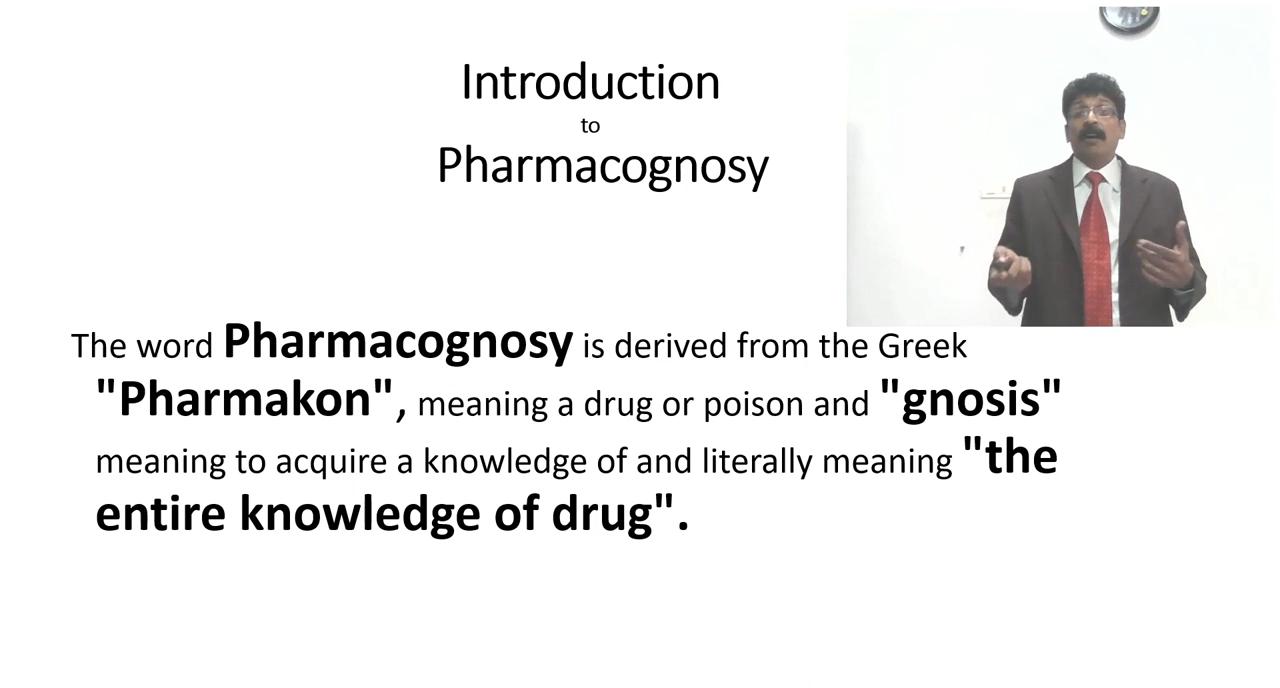 Introduction
to
Pharmacognosy
The word Pharmacognosy is derived from the Greek
"Pharmakon", meaning a drug or poison and "gnosis"
meaning to acquire a knowledge of and literally meaning "the
entire knowledge of drug".